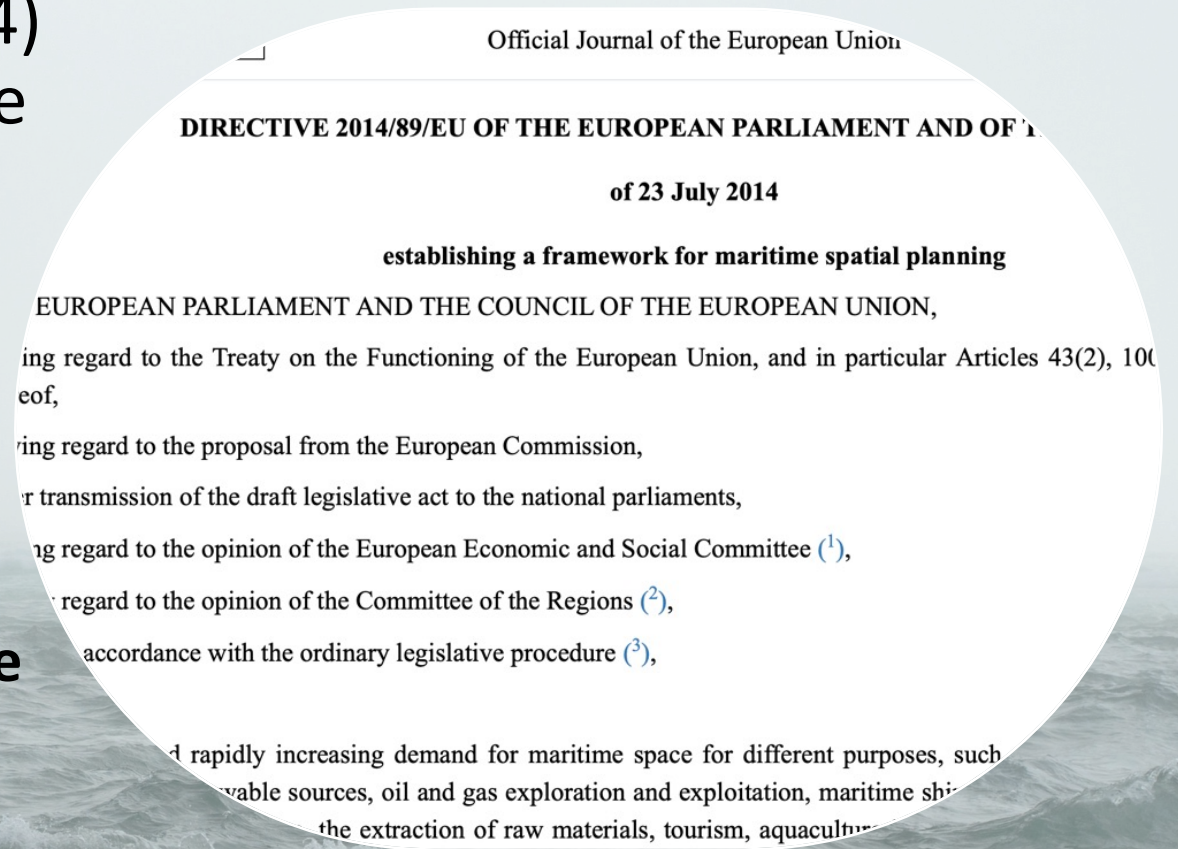 4)
e
e
Official Journal of the European Union
DIRECTIVE 2014/89/EU OF THE EUROPEAN PARLIAMENT AND OF
of 23 July 2014
establishing a framework for maritime spatial planning
EUROPEAN PARLIAMENT AND THE COUNCIL OF THE EUROPEAN UNION,
ing regard to the Treaty on the Functioning of the European Union, and in particular Articles 43(2), 100
eof,
ing regard to the proposal from the European Commission,
r transmission of the draft legislative act to the national parliaments,
ng regard to the opinion of the European Economic and Social Committee (¹),
regard to the opinion of the Committee of the Regions (²),
accordance with the ordinary legislative procedure (³),
rapidly increasing demand for maritime space for different purposes, such
vable sources, oil and gas exploration and exploitation, maritime shi
the extraction of raw materials, tourism, aquacultur